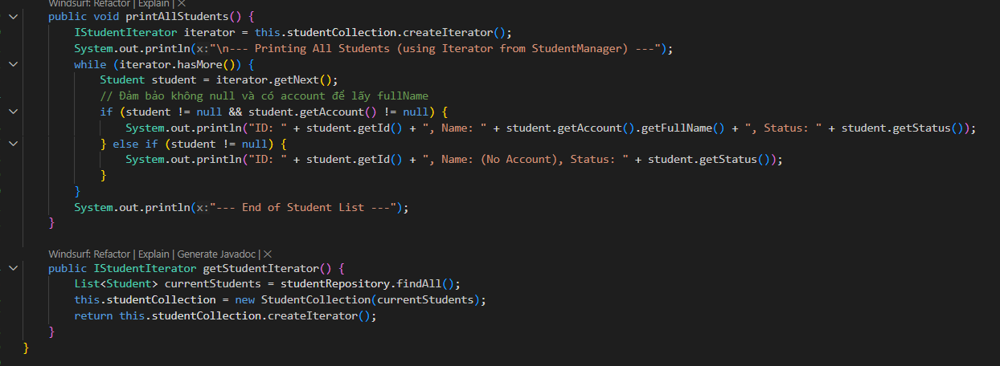 Windsurf: Refactor | Explain | ×
public void printAllStudents() {
IStudentIterator iterator = this.studentCollection.createIterator();
System.out.println(x:"\n--- Printing All Students (using Iterator from StudentManager) ---");
while (iterator.hasMore()) {
Student student = iterator.getNext();
// Đảm bảo không null và có account để lấy fullName
if (student != null && student.getAccount() != null) {
System.out.println("ID: " + student.getId() + ", Name: " + student.getAccount().getFullName() + ", Status: " + student.getStatus());
} else if (student != null) {
System.out.println("ID: " + student.getId() + ", Name: (No Account), Status: " + student.getStatus());
}
}
System.out.println(x:"--- End of Student List ---");
}
Windsurf: Refactor | Explain | Generate Javadoc | ×
public IStudentIterator getStudentIterator() {
List<Student> currentStudents = studentRepository.findAll();
this.studentCollection = new StudentCollection(currentStudents);
return this.studentCollection.createIterator();
}
}